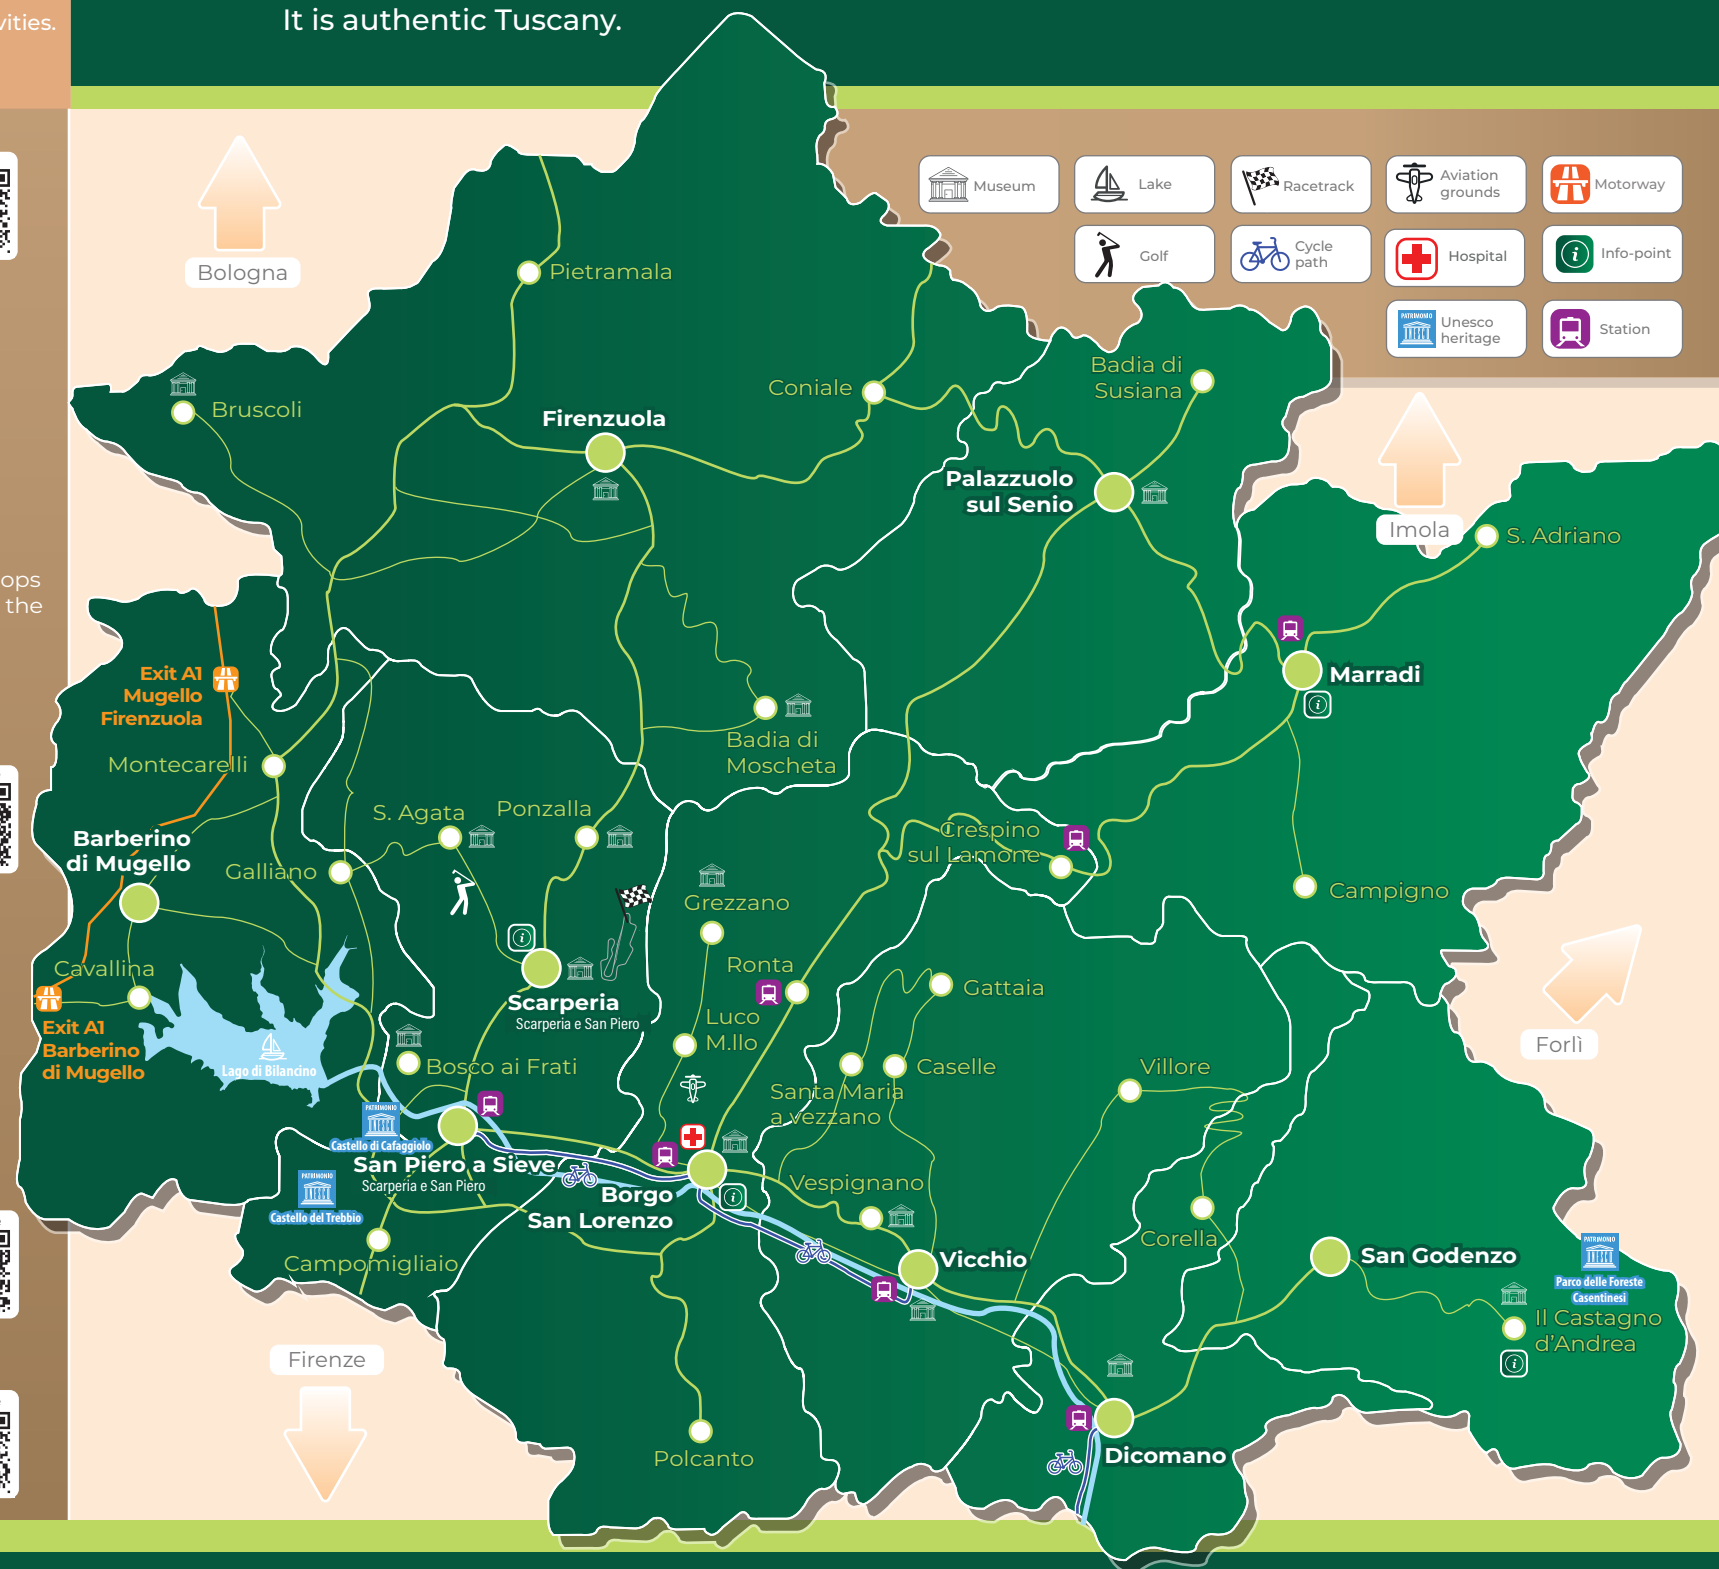 vities.
It is authentic Tuscany.
ops
the
Bologna
Museum
Lake
Racetrack
Aviation
grounds
Motorway
Golf
Cycle
path
Hospital
Info-point
PATRIMONIO
Unesco
heritage
Station
Pietramala
Bruscoli
Firenzuola
Coniale
Badia di
Susiana
Palazzuolo
sul Senio
Imola
S. Adriano
Marradi
Exit A1
Mugello
Firenzuola
Montecarelli
Badia di
Moscheta
S. Agata
Ponzalla
Barberino
di Mugello
Galliano
Crespino
sul Lamone
Campigno
Grezzano
Cavallina
Ronta
Gattaia
Scarperia
Scarperia e San Piero
Luco
M.llo
Exit A1
Barberino
di Mugello
Lago di Bilancino
Bosco ai Frati
Caselle
Villore
Santa Maria
a vezzano
Forlì
PATRIMONIO
Castello di Cafaggiolo
San Piero a Sieve
Scarperia e San Piero
PATRIMONIO
Castello del Trebbio
Borgo
San Lorenzo
Vespignano
Campomigliaio
Vicchio
Corella
San Godenzo
PATRIMONIO
UNESCO
Parco delle Foreste
Casentinesi
Il Castagno
d'Andrea
Firenze
Polcanto
Dicomano